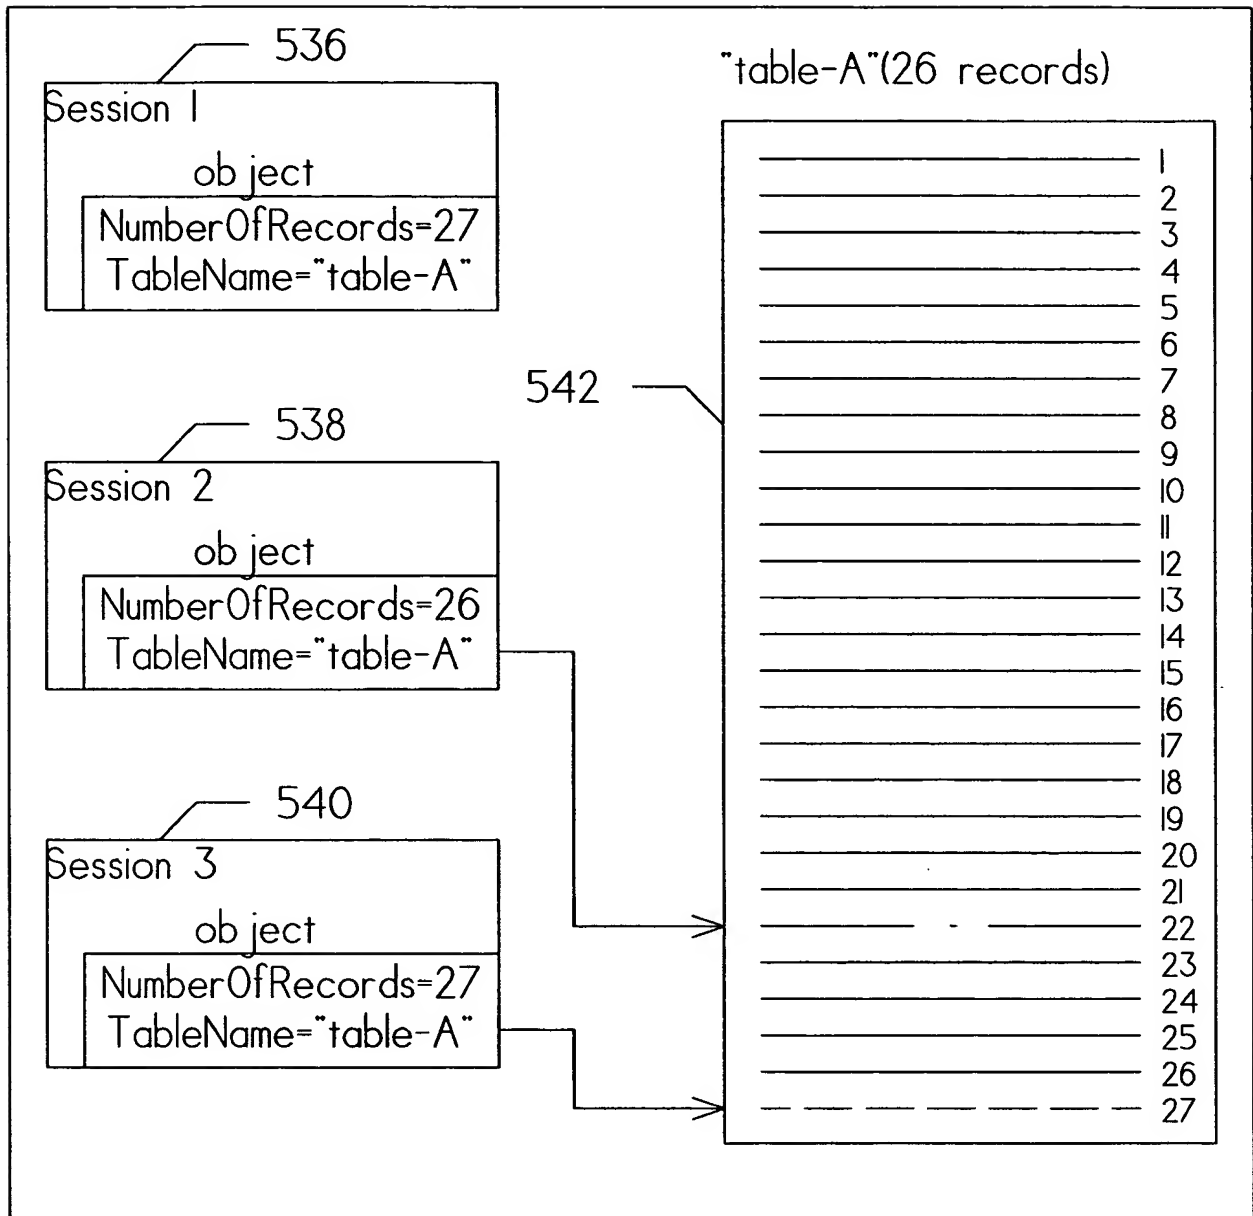 536
Session 1
object
NumberOfRecords=27
TableName="table-A"
538
Session 2
object
NumberOfRecords=26
TableName="table-A"
540
Session 3
object
NumberOfRecords=27
TableName="table-A"
"table-A"(26 records)
542
1
2
3
4
5
6
7
8
9
10
11
12
13
14
15
16
17
18
19
20
21
22
23
24
25
26
27